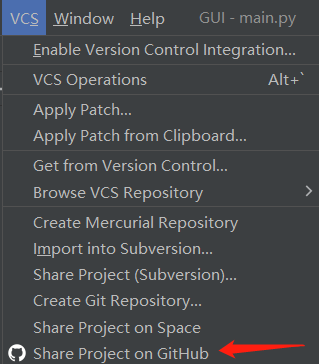 VCS Window Help GUI - main.py
Enable Version Control Integration...
VCS Operations Alt+`
Apply Patch...
Apply Patch from Clipboard...
Get from Version Control...
Browse VCS Repository
Create Mercurial Repository
Import into Subversion...
Share Project (Subversion)...
Create Git Repository...
Share Project on Space
Share Project on GitHub